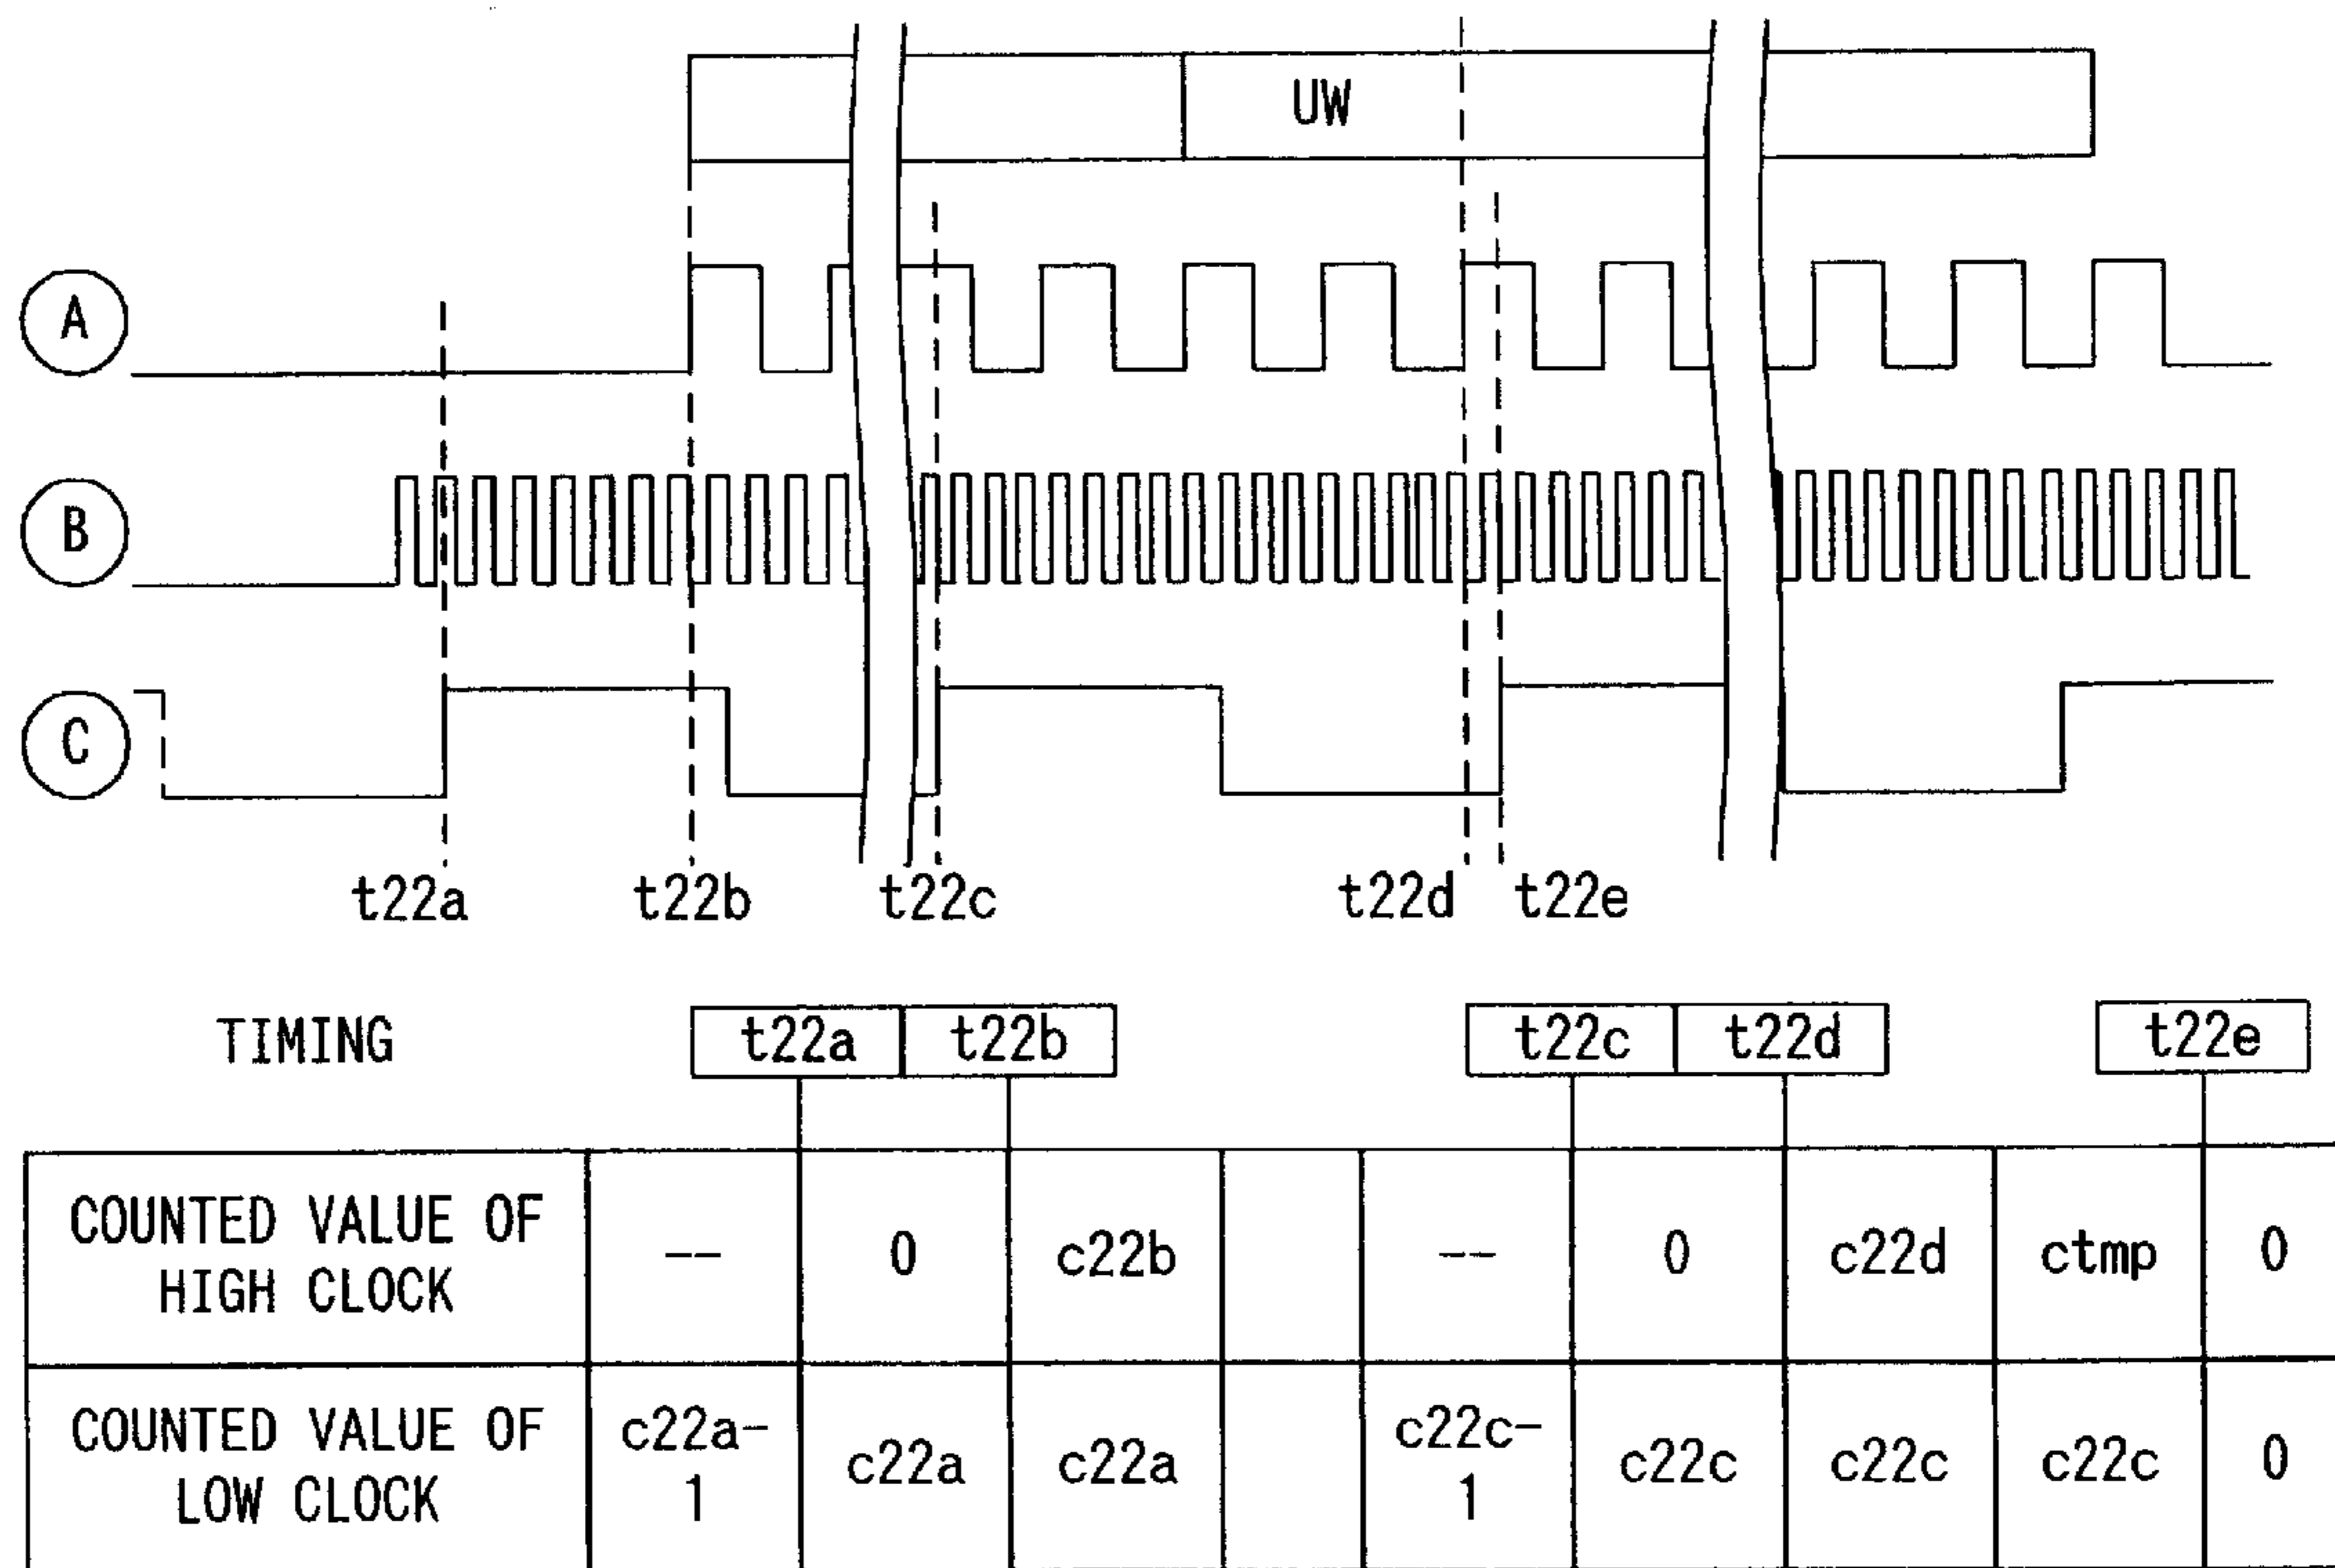 UW
A
B
C
t22a t22b t22c t22d t22e
TIMING t22a t22b t22c t22d t22e
COUNTED VALUE OF
HIGH CLOCK
-- 0 c22b -- 0 c22d ctmp 0
COUNTED VALUE OF
LOW CLOCK
c22a-
1
c22a c22a
c22c-
1
c22c c22c c22c 0